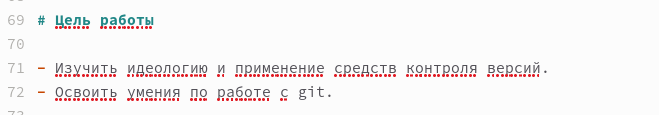 69 # Цель работы
70
71 - Изучить идеологию и применение средств контроля версий.
72 - Освоить умения по работе с git.